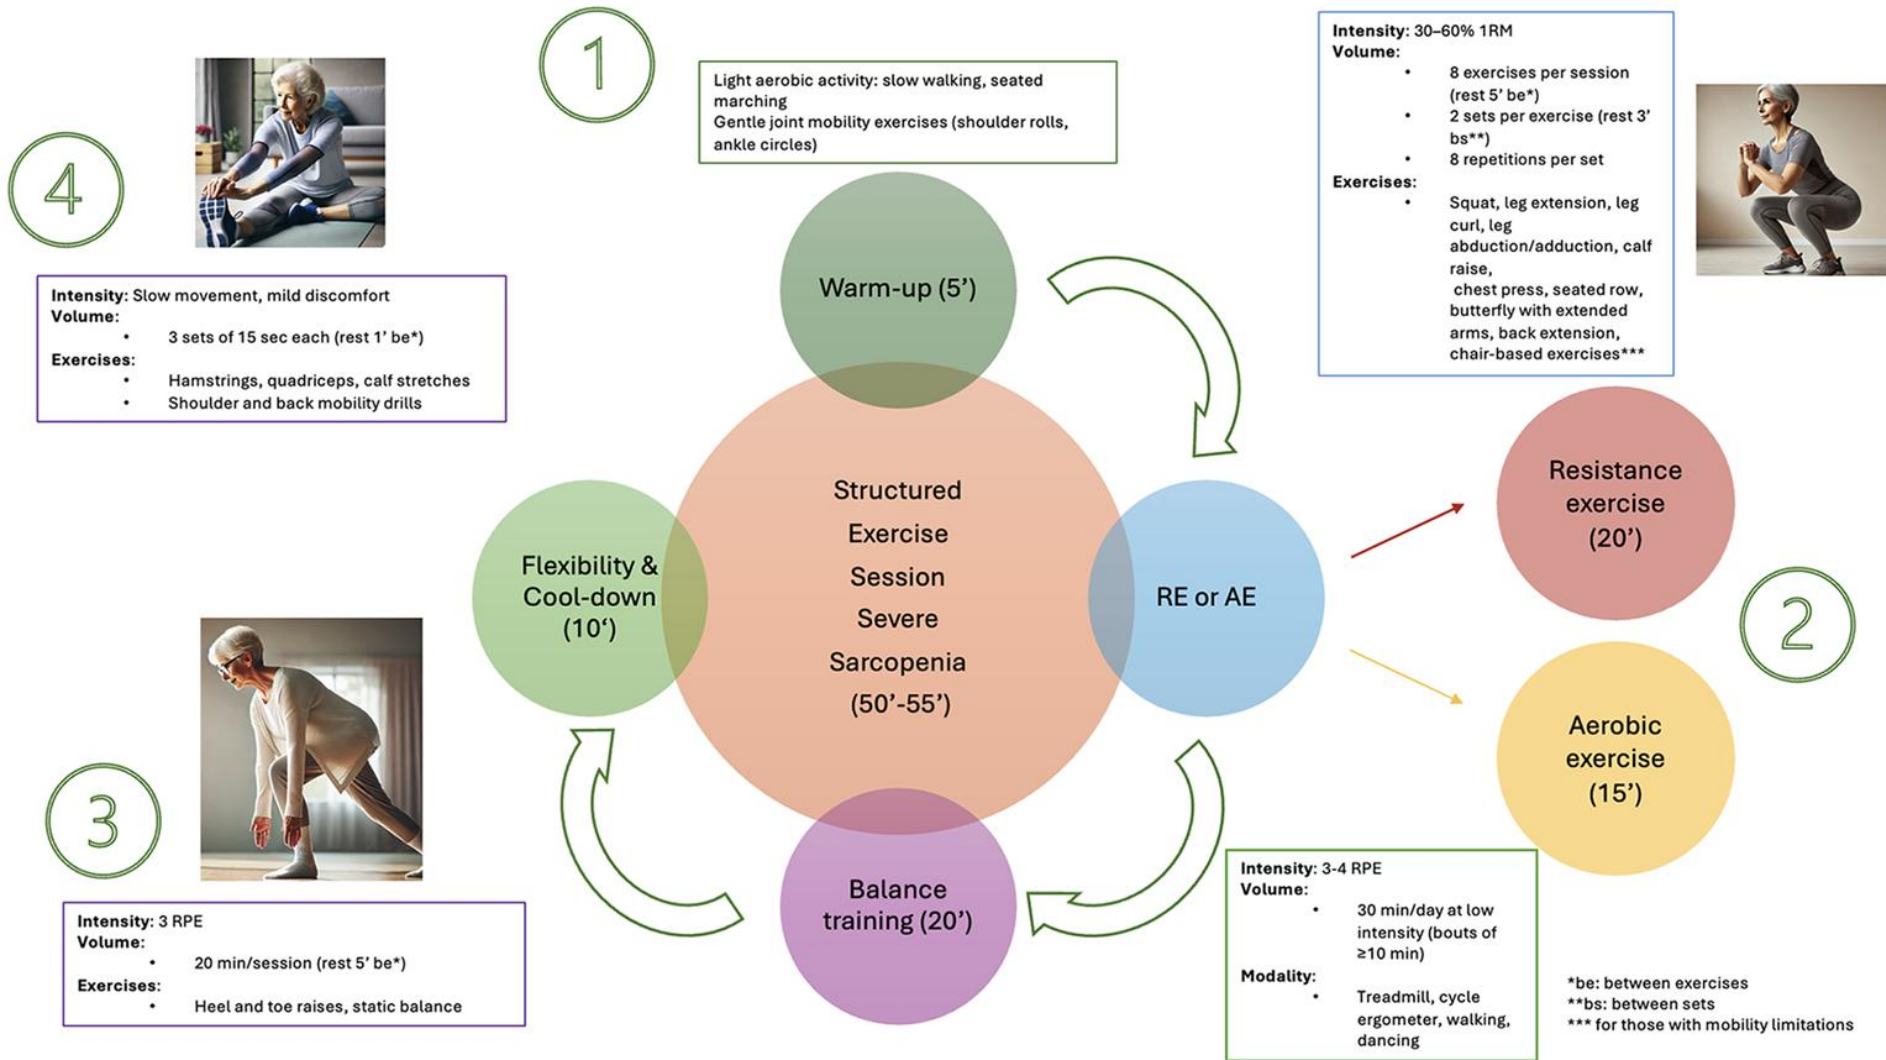 1
Light aerobic activity: slow walking, seated
marching
Gentle joint mobility exercises (shoulder rolls,
ankle circles)
Warm-up (5’)
Intensity: 30–60% 1RM
Volume:
• 8 exercises per session
(rest 5’ be*)
• 2 sets per exercise (rest 3’
bs**)
• 8 repetitions per set
Exercises:
• Squat, leg extension, leg
curl, leg
abduction/adduction, calf
raise,
chest press, seated row,
butterfly with extended
arms, back extension,
chair-based exercises***
4
Intensity: Slow movement, mild discomfort
Volume:
• 3 sets of 15 sec each (rest 1’ be*)
Exercises:
• Hamstrings, quadriceps, calf stretches
• Shoulder and back mobility drills
Structured
Exercise
Session
Severe
Sarcopenia
(50’-55’)
Flexibility &
Cool-down
(10‘)
RE or AE
Resistance
exercise
(20’)
2
Aerobic
exercise
(15’)
3
Intensity: 3 RPE
Volume:
• 20 min/session (rest 5’ be*)
Exercises:
• Heel and toe raises, static balance
Balance
training (20’)
Intensity: 3-4 RPE
Volume:
• 30 min/day at low
intensity (bouts of
≥10 min)
Modality:
• Treadmill, cycle
ergometer, walking,
dancing
*be: between exercises
**bs: between sets
*** for those with mobility limitations